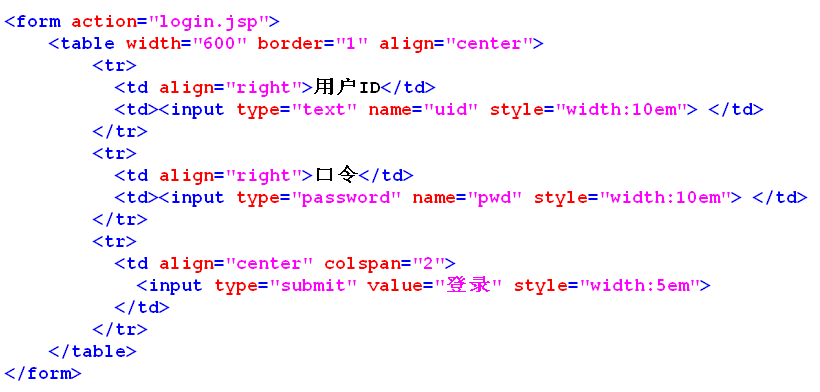 <form action="login.jsp">
    <table width="600" border="1" align="center">
        <tr>
          <td align="right">用户ID</td>
          <td><input type="text" name="uid" style="width:10em"> </td>
        </tr>
        <tr>
          <td align="right">口令</td>
          <td><input type="password" name="pwd" style="width:10em"> </td>
        </tr>
        <tr>
          <td align="center" colspan="2">
            <input type="submit" value="登录" style="width:5em">
          </td>
        </tr>
    </table>
</form>